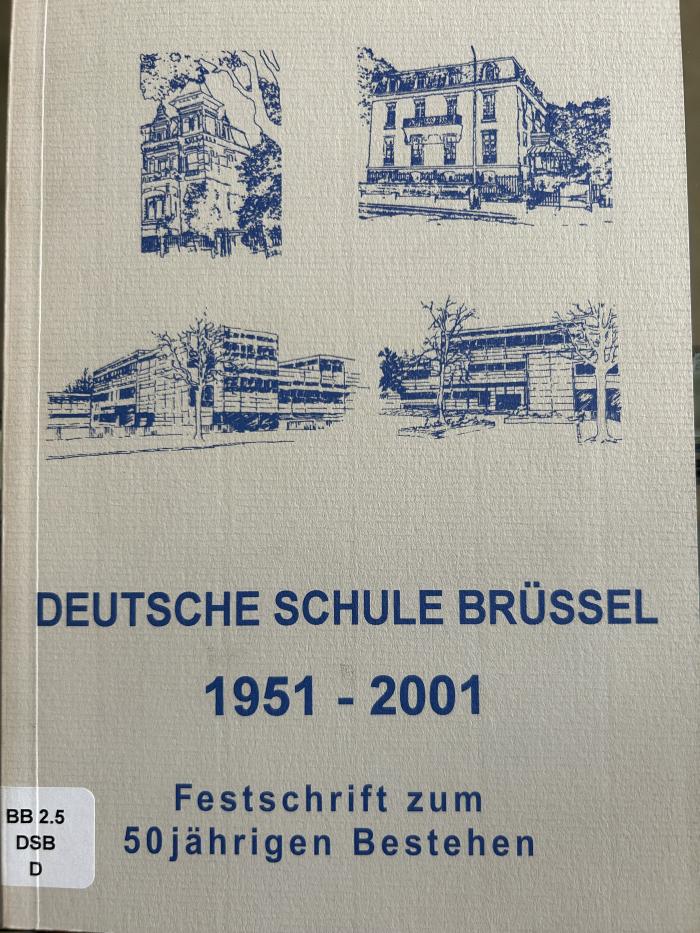 DEUTSCHE SCHULE BRÜSSEL
1951 - 2001
Festschrift zum
50jährigen Bestehen
BB 2.5
DSB
D